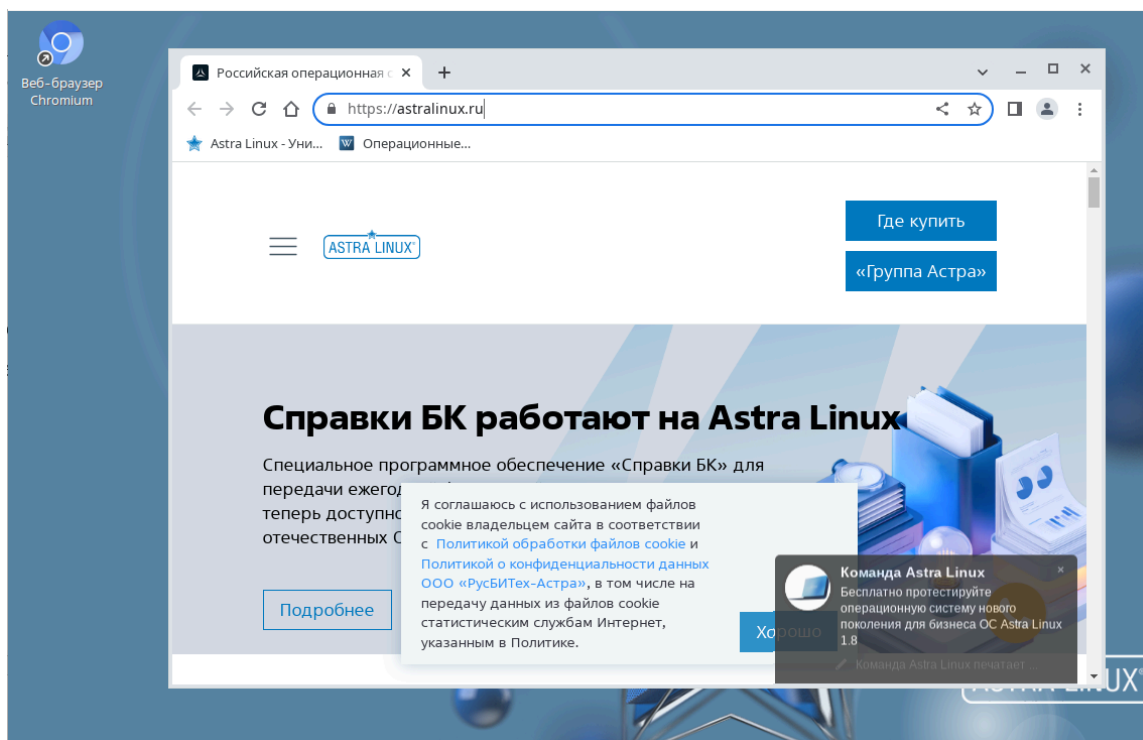 Веб-браузер
Chromium
Российская операционная с
https://astralinux.ru
Astra Linux - Уни...
Операционные...
ASTRA LINUX
Где купить
«Группа Астра»
Справки БК работают на Astra Linux
Специальное программное обеспечение «Справки БК» для
передачи
теперь
отечественных
Подробнее
Я соглашаюсь с использованием файлов
cookie владельцем сайта в соответствии
с Политикой обработки файлов cookie и
Политикой о конфиденциальности данных
ООО «РусБИТех-Астра», в том числе на
передачу данных из файлов cookie
статистическим службам Интернет,
указанным в Политике.
Хорошо
Команда Astra Linux
Бесплатно протестируйте
операционную систему нового
поколения для бизнеса ОС Astra Linux
1.8
Команда Astra Linux печатает ...